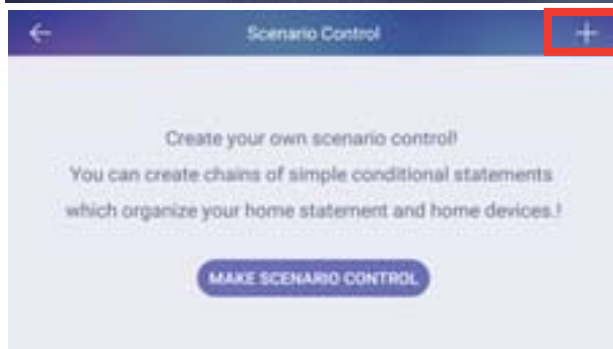 Scenario Control
Create your own scenario control!
You can create chains of simple conditional statements
which organize your home statement and home devices.!
MAKE SCENARIO CONTROL